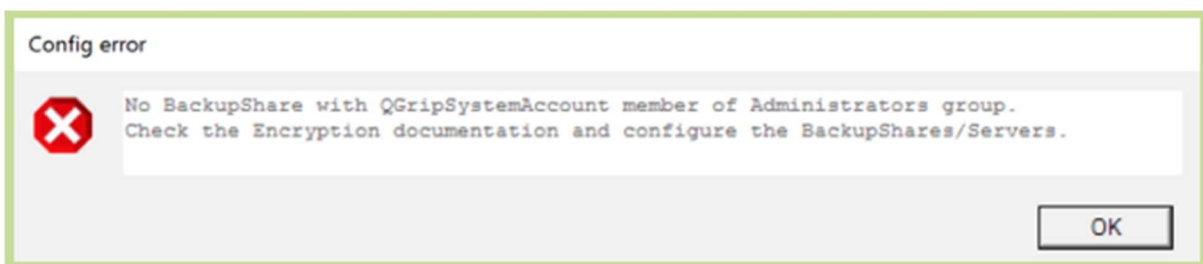 Config error
No BackupShare with QGripSystemAccount member of Administrators group.
Check the Encryption documentation and configure the BackupShares/Servers.
OK